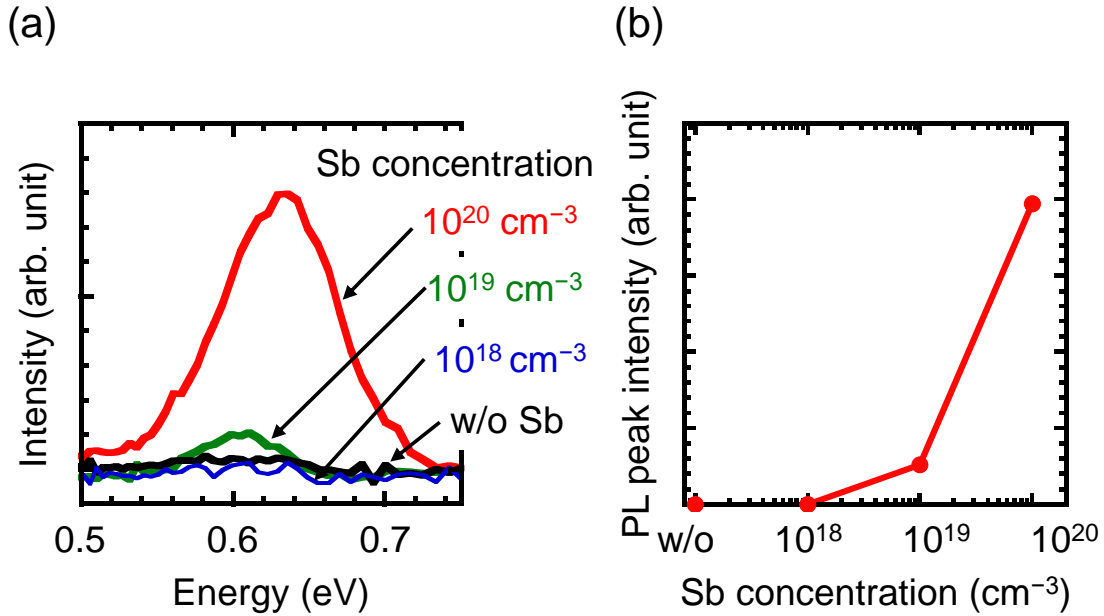 (a)
Intensity (arb. unit)
Sb concentration
10²⁰ cm⁻³
10¹⁹ cm⁻³
10¹⁸ cm⁻³
w/o Sb
0.5 0.6 0.7
Energy (eV)
(b)
PL peak intensity (arb. unit)
w/o 10¹⁸ 10¹⁹ 10²⁰
Sb concentration (cm⁻³)